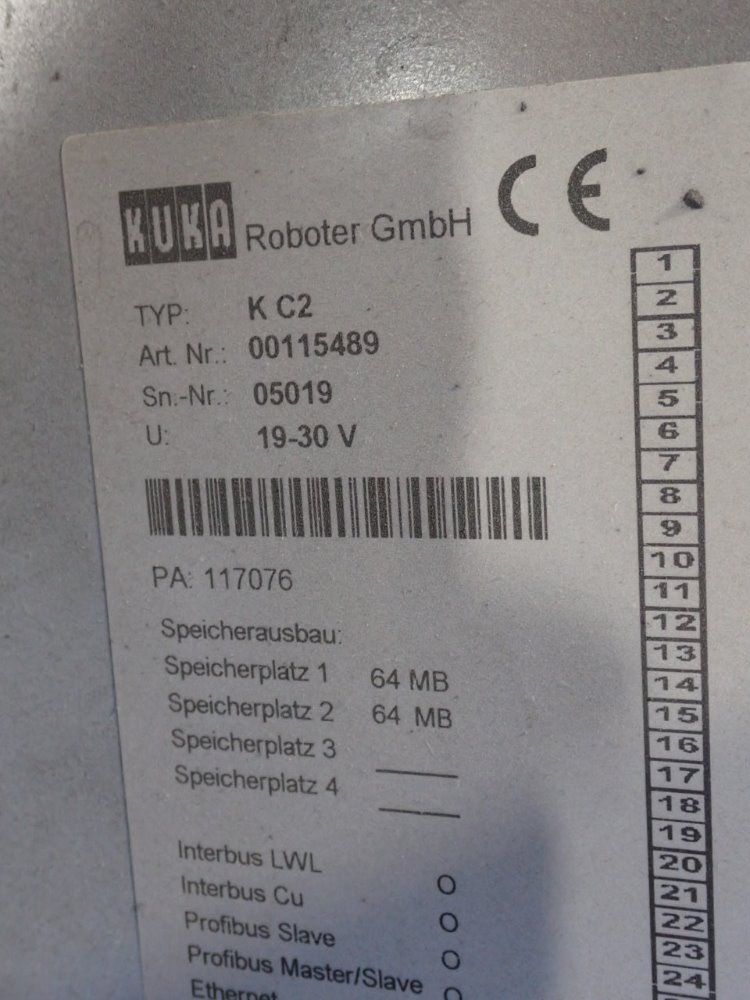 KUKA Roboter GmbH CE
TYP: K C2
Art. Nr.: 00115489
Sn.-Nr.: 05019
U: 19-30 V
PA: 117076
Speicherausbau:
Speicherplatz 1 64 MB
Speicherplatz 2 64 MB
Speicherplatz 3
Speicherplatz 4
Interbus LWL O
Interbus Cu O
Profibus Slave O
Profibus Master/Slave O
Ethernet
1
2
3
4
5
6
7
8
9
10
11
12
13
14
15
16
17
18
19
20
21
22
23
24